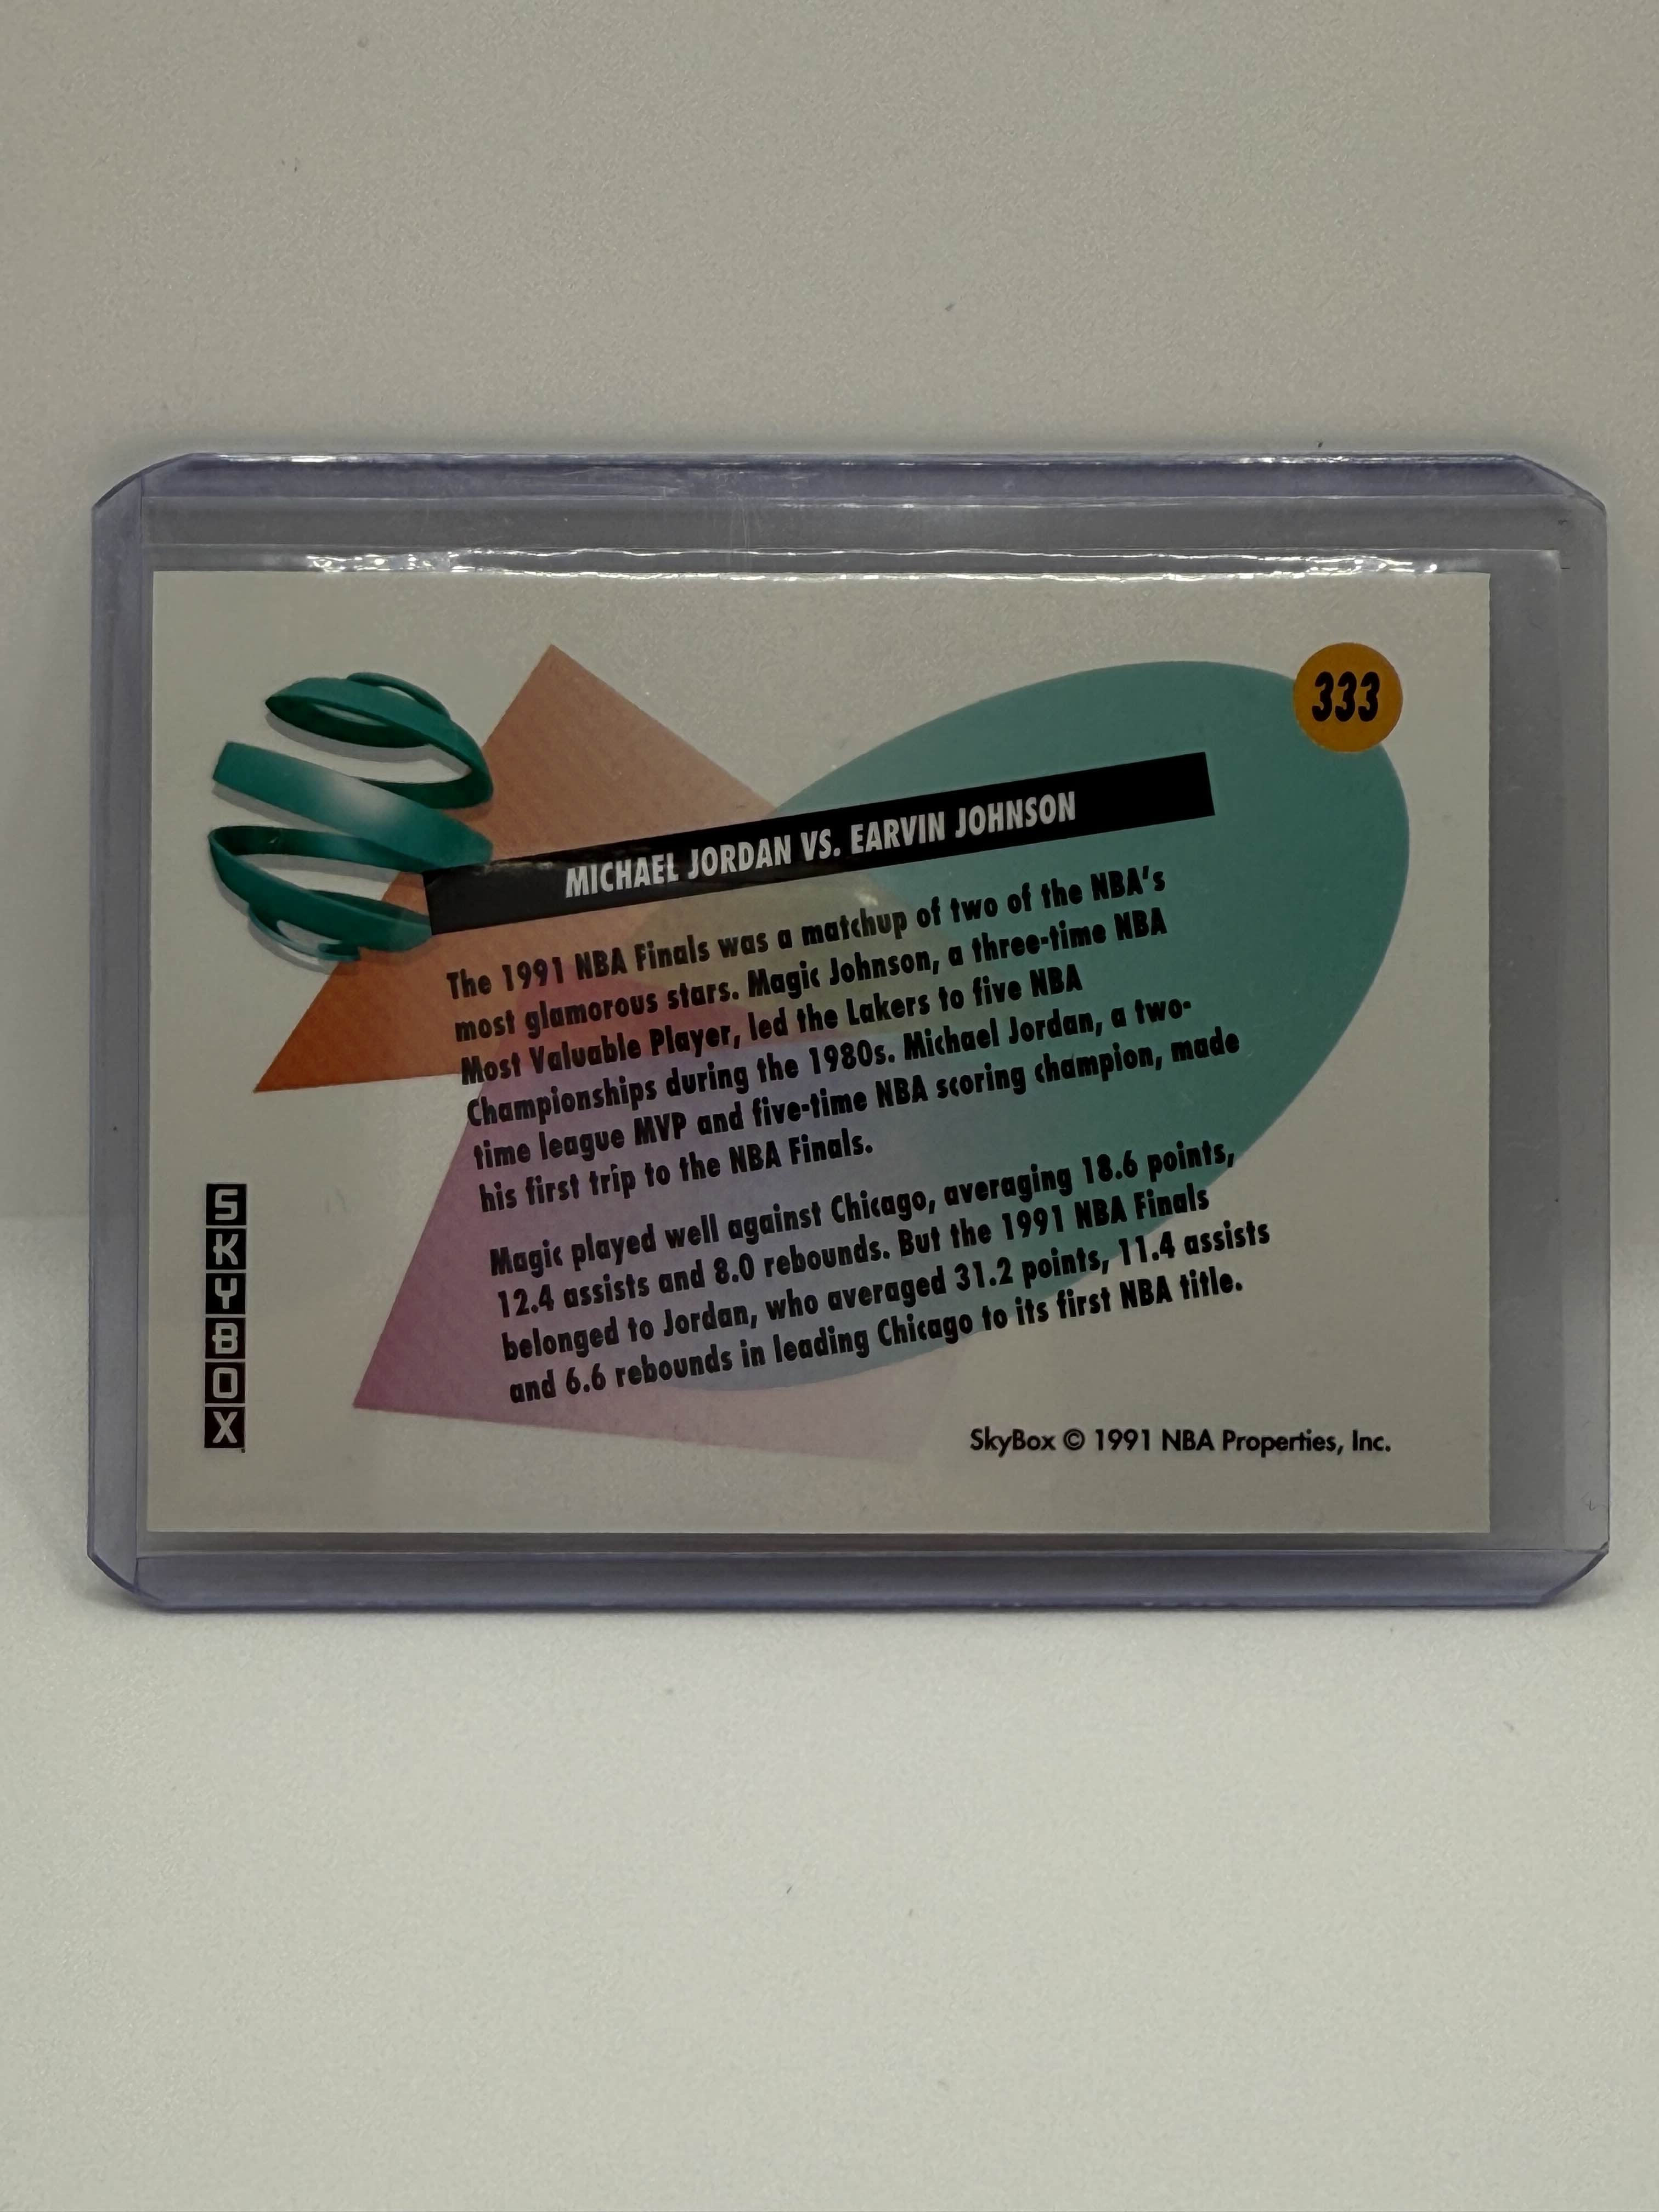 333
MICHAEL JORDAN VS. EARVIN JOHNSON
The 1991 NBA Finals was a matchup of two of the NBA's
most glamorous stars. Magic Johnson, a three-time NBA
Most Valuable Player, led the Lakers to five NBA
Championships during the 1980s. Michael Jordan, a two-
time league MVP and five-time NBA scoring champion, made
his first trip to the NBA Finals.
Magic played well against Chicago, averaging 18.6 points,
12.4 assists and 8.0 rebounds. But the 1991 NBA Finals
belonged to Jordan, who averaged 31.2 points, 11.4 assists
and 6.6 rebounds in leading Chicago to its first NBA title.
SKYBOX
SkyBox © 1991 NBA Properties, Inc.